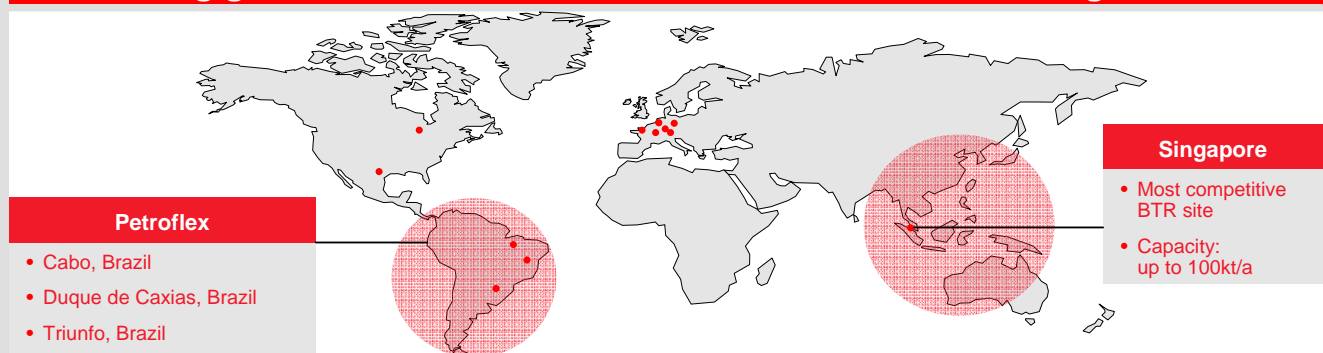 Petroflex
• Cabo, Brazil
• Duque de Caxias, Brazil
• Triunfo, Brazil
Singapore
• Most competitive
BTR site
• Capacity:
up to 100kt/a